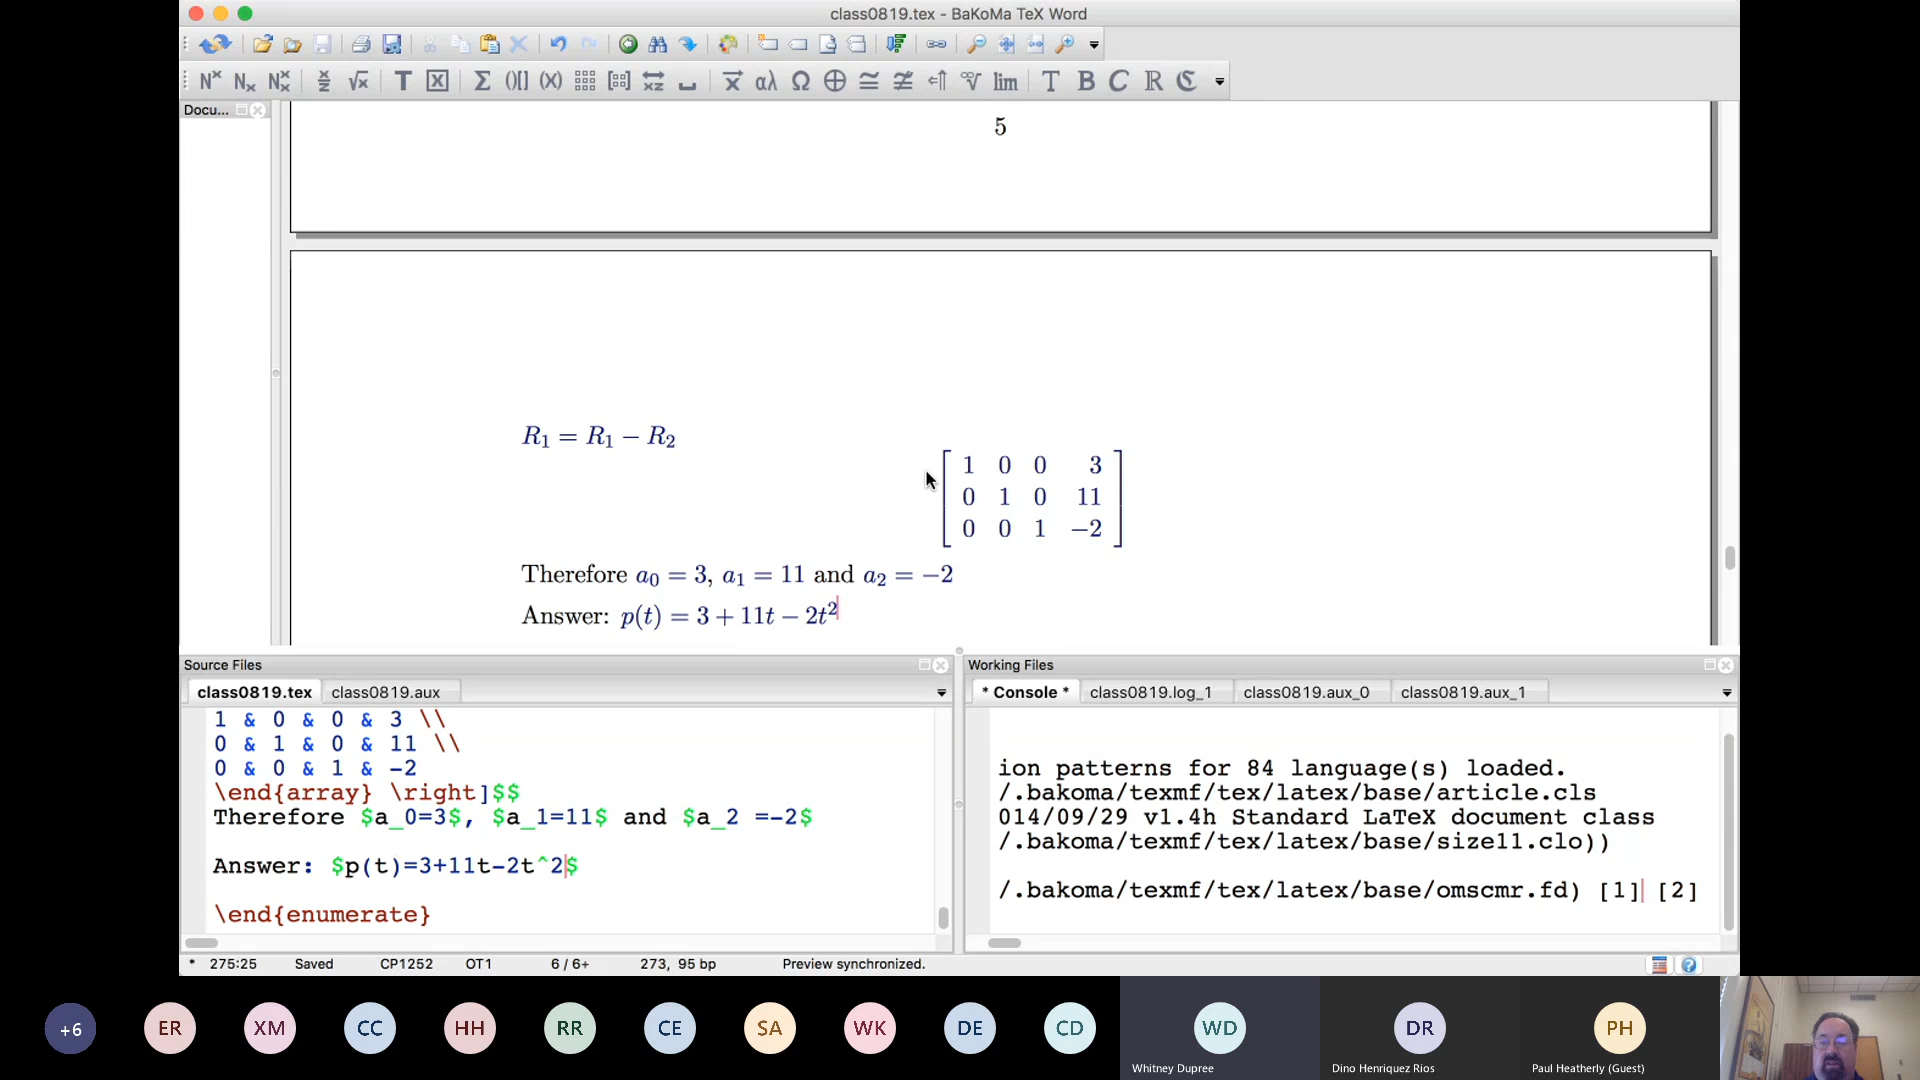 class0819.tex - BaKoMa TeX Word
Docu...
5
R₁ = R₁ − R₂
1 0 0 3
0 1 0 11
0 0 1 −2
Therefore a₀ = 3, a₁ = 11 and a₂ = −2
Answer: p(t) = 3 + 11t − 2t²
Source Files
class0819.tex class0819.aux
1 & 0 & 0 & 3 \\
0 & 1 & 0 & 11 \\
0 & 0 & 1 & -2
\end{array} \right]$$
Therefore $a_0=3$, $a_1=11$ and $a_2 =-2$
Answer: $p(t)=3+11t-2t^2$
\end{enumerate}
Working Files
* Console * class0819.log_1 class0819.aux_0 class0819.aux_1
ion patterns for 84 language(s) loaded.
/.bakoma/texmf/tex/latex/base/article.cls
014/09/29 v1.4h Standard LaTeX document class
/.bakoma/texmf/tex/latex/base/size11.clo))
/.bakoma/texmf/tex/latex/base/omscmr.fd) [1] [2]
* 275:25 Saved CP1252 OT1 6 / 6+ 273, 95 bp Preview synchronized.
+6 ER XM CC HH RR CE SA WK DE CD WD DR PH
Whitney Dupree Dino Henriquez Rios Paul Heatherly (Guest)